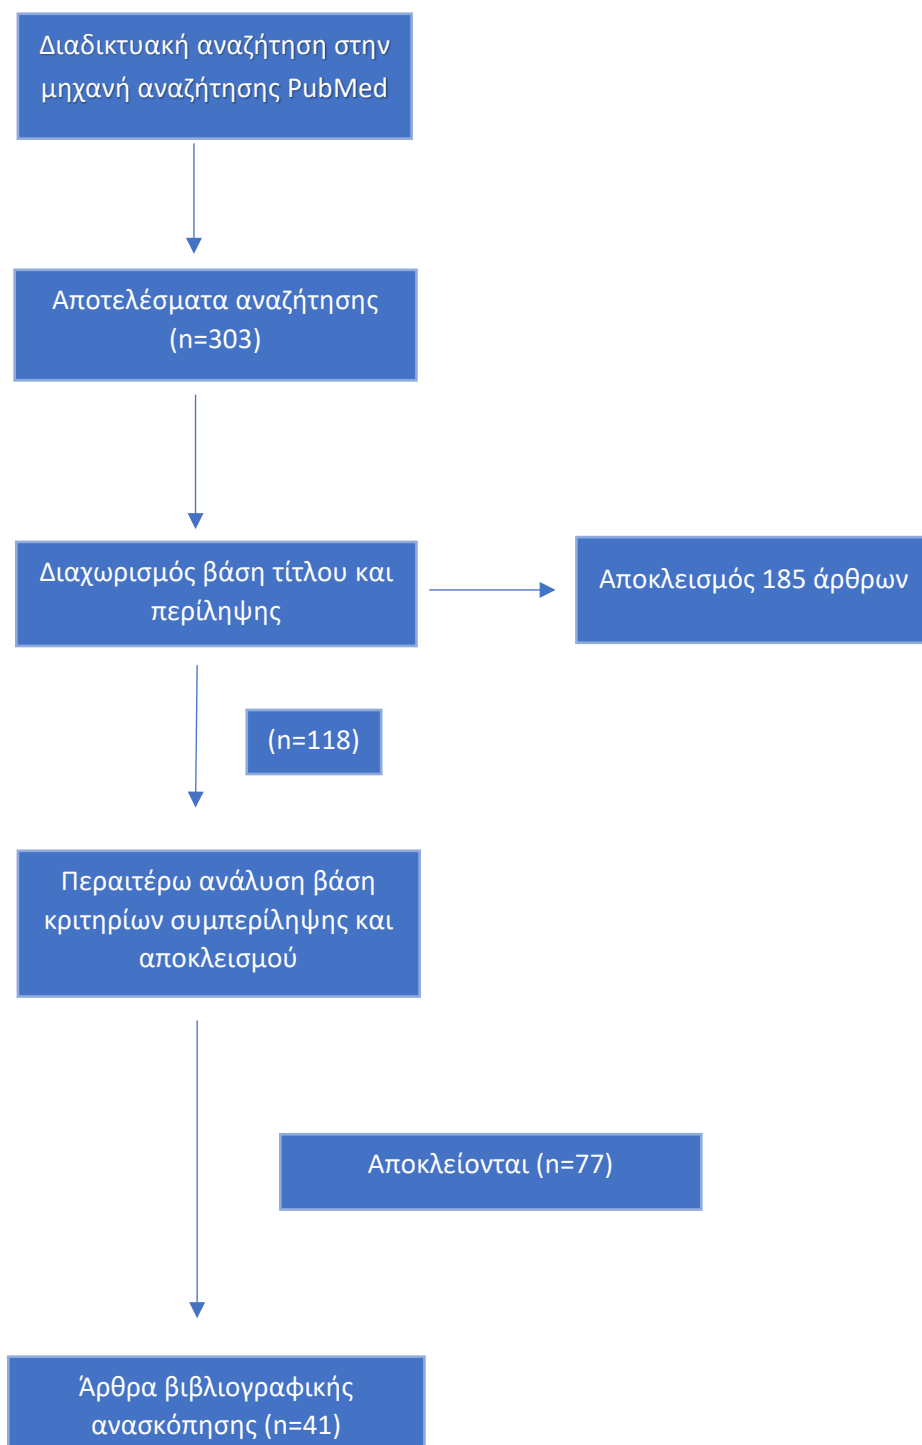 Διαδικτυακή αναζήτηση στην
μηχανή αναζήτησης PubMed
Αποτελέσματα αναζήτησης
(n=303)
Διαχωρισμός βάση τίτλου και
περίληψης
Αποκλεισμός 185 άρθρων
(n=118)
Περαιτέρω ανάλυση βάση
κριτηρίων συμπερίληψης και
αποκλεισμού
Αποκλείονται (n=77)
Άρθρα βιβλιογραφικής
ανασκόπησης (n=41)